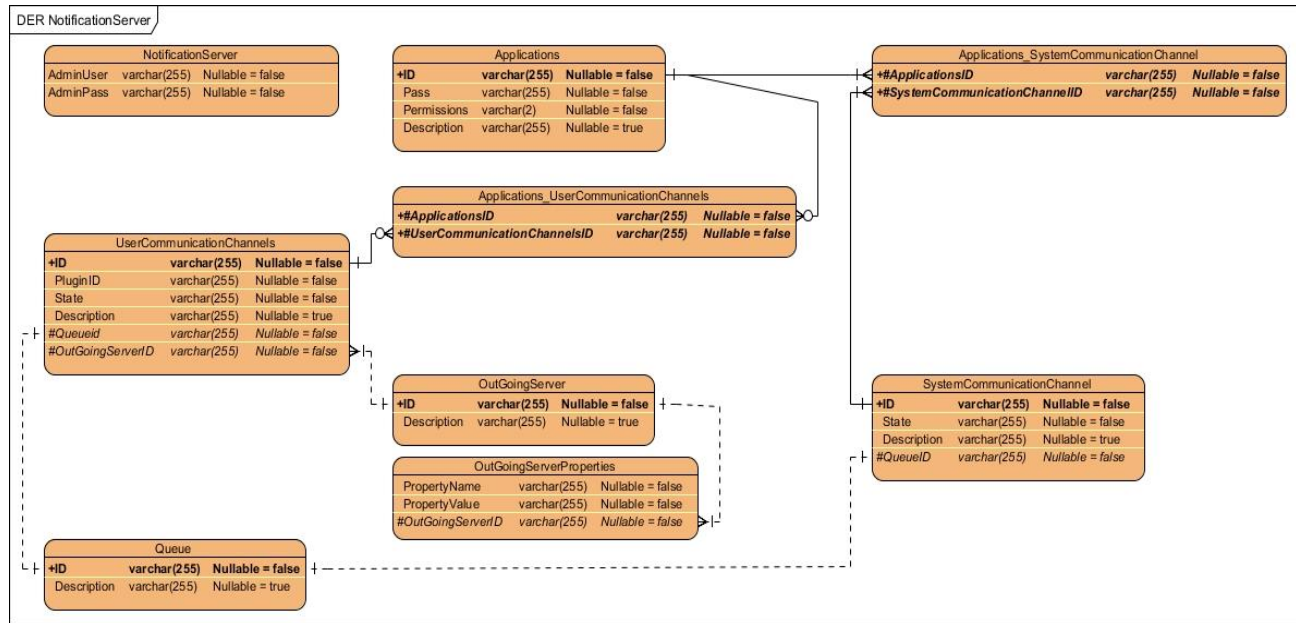 DER NotificationServer
NotificationServer
AdminUser varchar(255) Nullable = false
AdminPass varchar(255) Nullable = false
Applications
+ID varchar(255) Nullable = false
Pass varchar(255) Nullable = false
Permissions varchar(2) Nullable = false
Description varchar(255) Nullable = true
Applications_SystemCommunicationChannel
+#ApplicationsID varchar(255) Nullable = false
+#SystemCommunicationChannelID varchar(255) Nullable = false
Applications_UserCommunicationChannels
+#ApplicationsID varchar(255) Nullable = false
+#UserCommunicationChannelsID varchar(255) Nullable = false
UserCommunicationChannels
+ID varchar(255) Nullable = false
PluginID varchar(255) Nullable = false
State varchar(255) Nullable = false
Description varchar(255) Nullable = true
#Queueid varchar(255) Nullable = false
#OutGoingServerID varchar(255) Nullable = false
OutGoingServer
+ID varchar(255) Nullable = false
Description varchar(255) Nullable = true
SystemCommunicationChannel
+ID varchar(255) Nullable = false
State varchar(255) Nullable = false
Description varchar(255) Nullable = true
#QueueID varchar(255) Nullable = false
OutGoingServerProperties
PropertyName varchar(255) Nullable = false
PropertyValue varchar(255) Nullable = false
#OutGoingServerID varchar(255) Nullable = false
Queue
+ID varchar(255) Nullable = false
Description varchar(255) Nullable = true